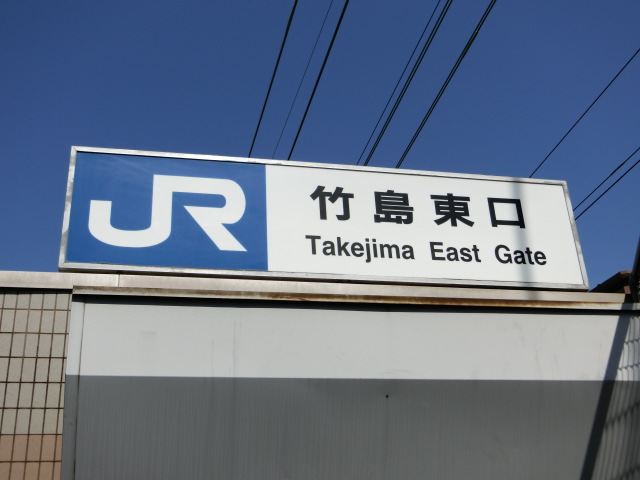 JR
竹島東口
Takejima East Gate